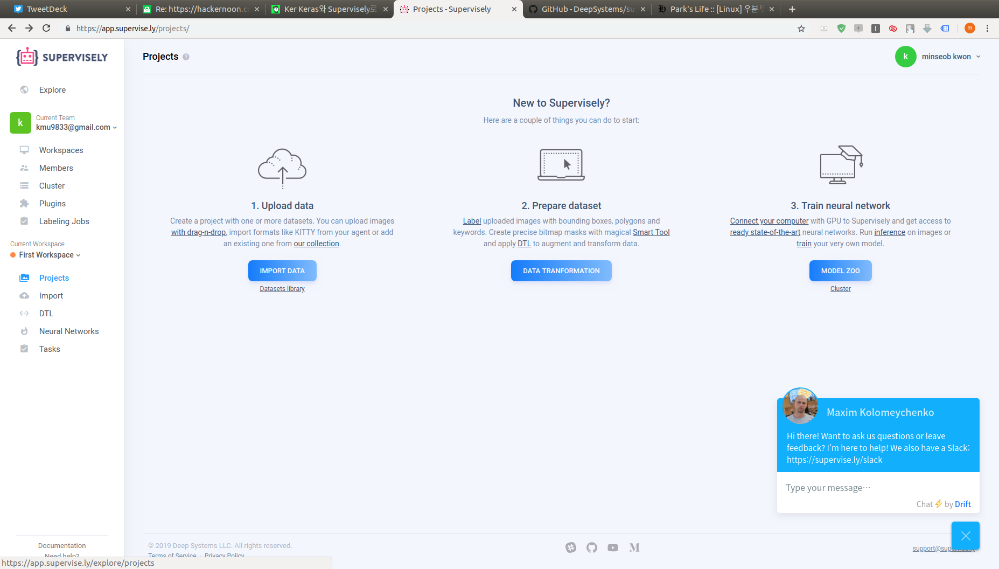 TweetDeck
Re: https://hackernoon.c
Ker Keras와 Supervisely로
Projects - Supervisely
GitHub - DeepSystems/su
Park's Life :: [Linux] 우분투
https://app.supervise.ly/projects/
m
SUPERVISELY
Explore
k
Current Team
kmu9833@gmail.com
Workspaces
Members
Cluster
Plugins
Labeling Jobs
Current Workspace
First Workspace
Projects
Import
DTL
Neural Networks
Tasks
Documentation
Need help?
Projects ?
k
minseob kwon
New to Supervisely?
Here are a couple of things you can do to start:
1. Upload data
Create a project with one or more datasets. You can upload images
with drag-n-drop, import formats like KITTY from your agent or add
an existing one from our collection.
IMPORT DATA
Datasets library
2. Prepare dataset
Label uploaded images with bounding boxes, polygons and
keywords. Create precise bitmap masks with magical Smart Tool
and apply DTL to augment and transform data.
DATA TRANFORMATION
3. Train neural network
Connect your computer with GPU to Supervisely and get access to
ready state-of-the-art neural networks. Run inference on images or
train your very own model.
MODEL ZOO
Cluster
Maxim Kolomeychenko
Hi there! Want to ask us questions or leave
feedback? I'm here to help! We also have a Slack:
https://supervise.ly/slack
Type your message…
Chat ⚡ by Drift
© 2019 Deep Systems LLC. All rights reserved.
Terms of Service · Privacy Policy
support@supervise.ly
https://app.supervise.ly/explore/projects